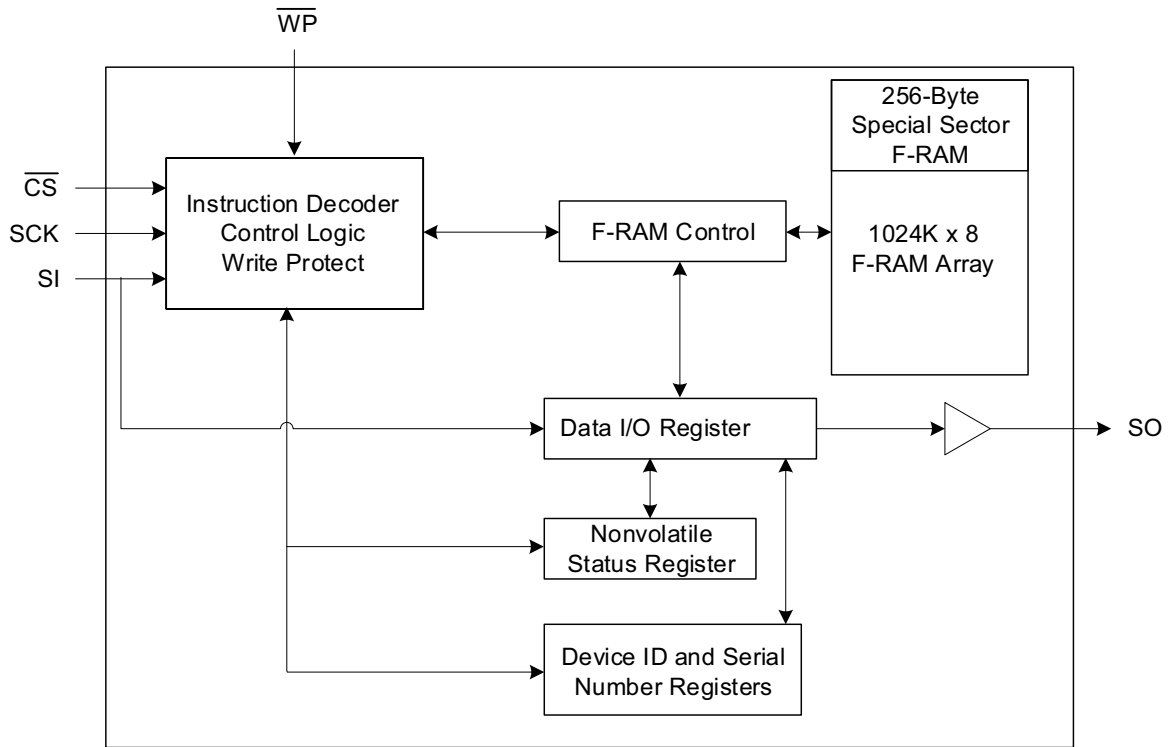 WP
256-Byte
Special Sector
F-RAM
CS
SCK
SI
Instruction Decoder
Control Logic
Write Protect
F-RAM Control
1024K x 8
F-RAM Array
Data I/O Register
SO
Nonvolatile
Status Register
Device ID and Serial
Number Registers